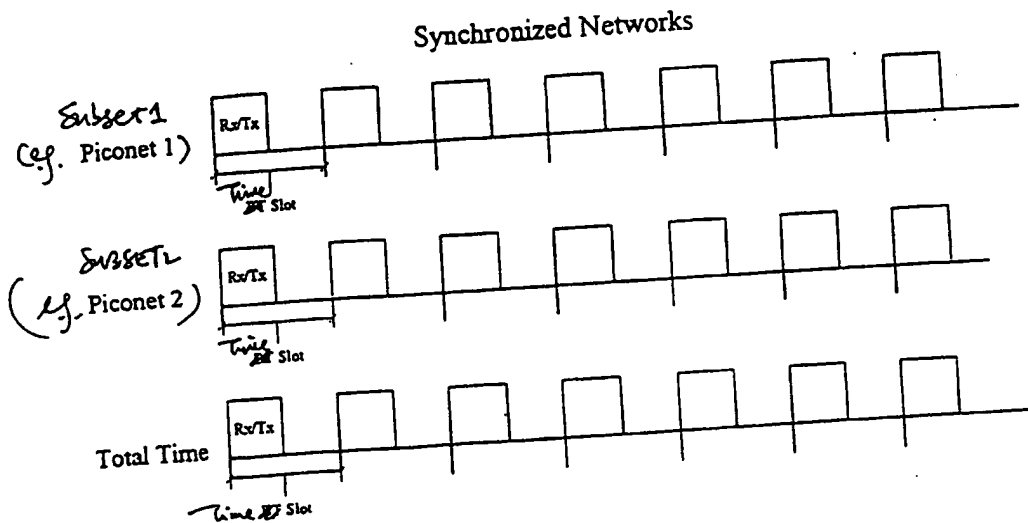 Synchronized Networks
Subset 1
(e.g. Piconet 1)
Rx/Tx
Time
Slot
SUBSET 2
(e.g. Piconet 2)
Rx/Tx
Time
Slot
Total Time
Rx/Tx
Time
Slot